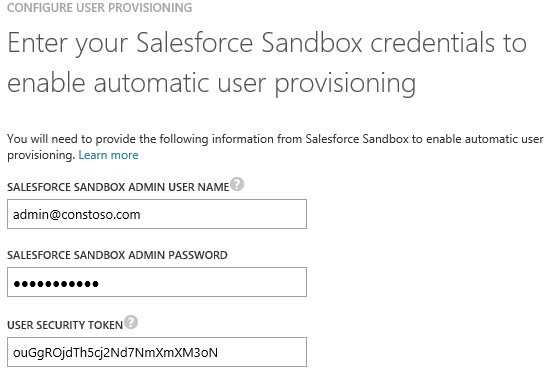 CONFIGURE USER PROVISIONING
Enter your Salesforce Sandbox credentials to
enable automatic user provisioning
You will need to provide the following information from Salesforce Sandbox to enable automatic user
provisioning. Learn more
SALESFORCE SANDBOX ADMIN USER NAME ?
admin@constoso.com
SALESFORCE SANDBOX ADMIN PASSWORD
●●●●●●●●●●●
USER SECURITY TOKEN ?
ouGgROjdTh5cj2Nd7NmXmXM3oN